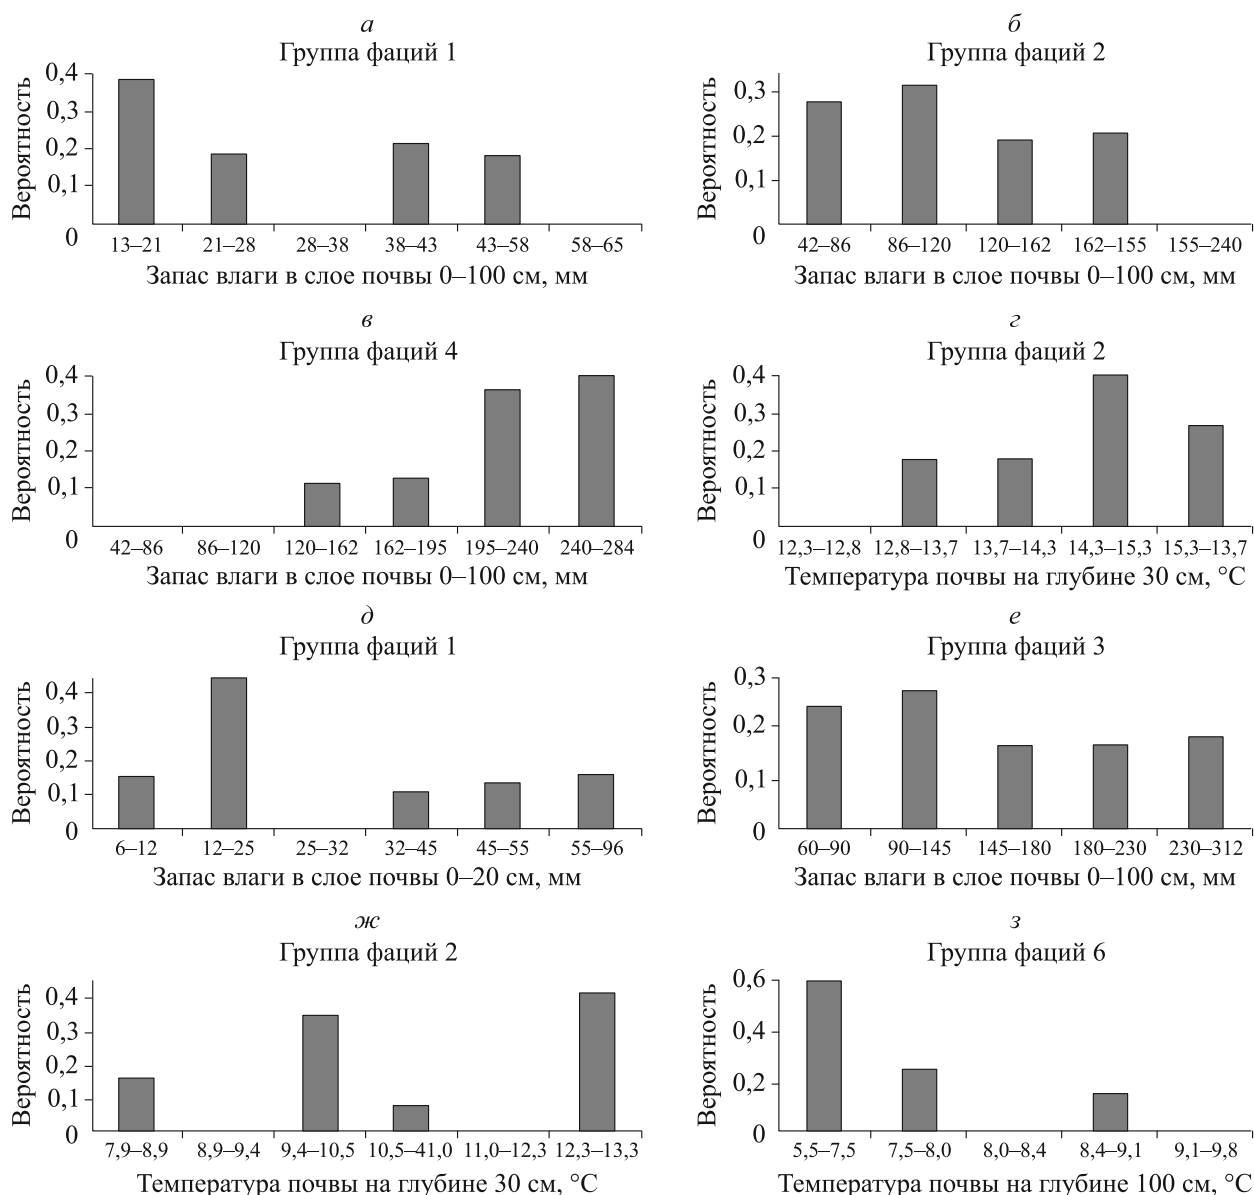 а
Группа фаций 1
Вероятность
0,4
0,3
0,2
0,1
0
13–21 21–28 28–38 38–43 43–58 58–65
Запас влаги в слое почвы 0–100 см, мм
б
Группа фаций 2
Вероятность
0,3
0,2
0,1
0
42–86 86–120 120–162 162–155 155–240
Запас влаги в слое почвы 0–100 см, мм
в
Группа фаций 4
Вероятность
0,4
0,3
0,2
0,1
0
42–86 86–120 120–162 162–195 195–240 240–284
Запас влаги в слое почвы 0–100 см, мм
г
Группа фаций 2
Вероятность
0,4
0,3
0,2
0,1
0
12,3–12,8 12,8–13,7 13,7–14,3 14,3–15,3 15,3–13,7
Температура почвы на глубине 30 см, °С
д
Группа фаций 1
Вероятность
0,4
0,3
0,2
0,1
0
6–12 12–25 25–32 32–45 45–55 55–96
Запас влаги в слое почвы 0–20 см, мм
е
Группа фаций 3
Вероятность
0,3
0,2
0,1
0
60–90 90–145 145–180 180–230 230–312
Запас влаги в слое почвы 0–100 см, мм
ж
Группа фаций 2
Вероятность
0,4
0,3
0,2
0,1
0
7,9–8,9 8,9–9,4 9,4–10,5 10,5–41,0 11,0–12,3 12,3–13,3
Температура почвы на глубине 30 см, °С
з
Группа фаций 6
Вероятность
0,6
0,4
0,2
0
5,5–7,5 7,5–8,0 8,0–8,4 8,4–9,1 9,1–9,8
Температура почвы на глубине 100 см, °С